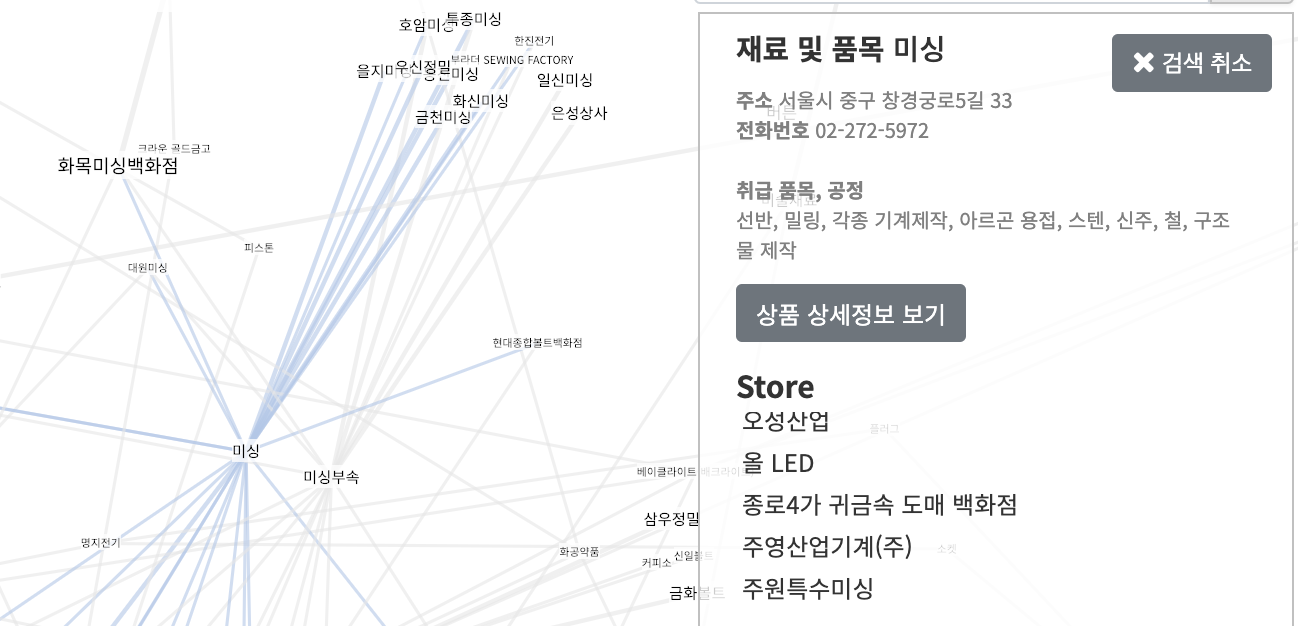 호암미싱
특종미싱
한진전기
부라더 SEWING FACTORY
우신정밀
을지미싱
일신미싱
화신미싱
은성상사
금천미싱
크라운 골드금고
화목미싱백화점
피스톤
대원미싱
현대종합볼트백화점
미싱
미싱부속
베이클라이트
삼우정밀
명지전기
화공약품
신일볼트
커피소
금화볼트
재료 및 품목 미싱
✖ 검색 취소
주소 서울시 중구 창경궁로5길 33
버튼
전화번호 02-272-5972
취급 품목, 공정
미술재료
선반, 밀링, 각종 기계제작, 아르곤 용접, 스텐, 신주, 철, 구조
물 제작
상품 상세정보 보기
Store
오성산업
플러그
올 LED
종로4가 귀금속 도매 백화점
주영산업기계(주)
소켓
주원특수미싱